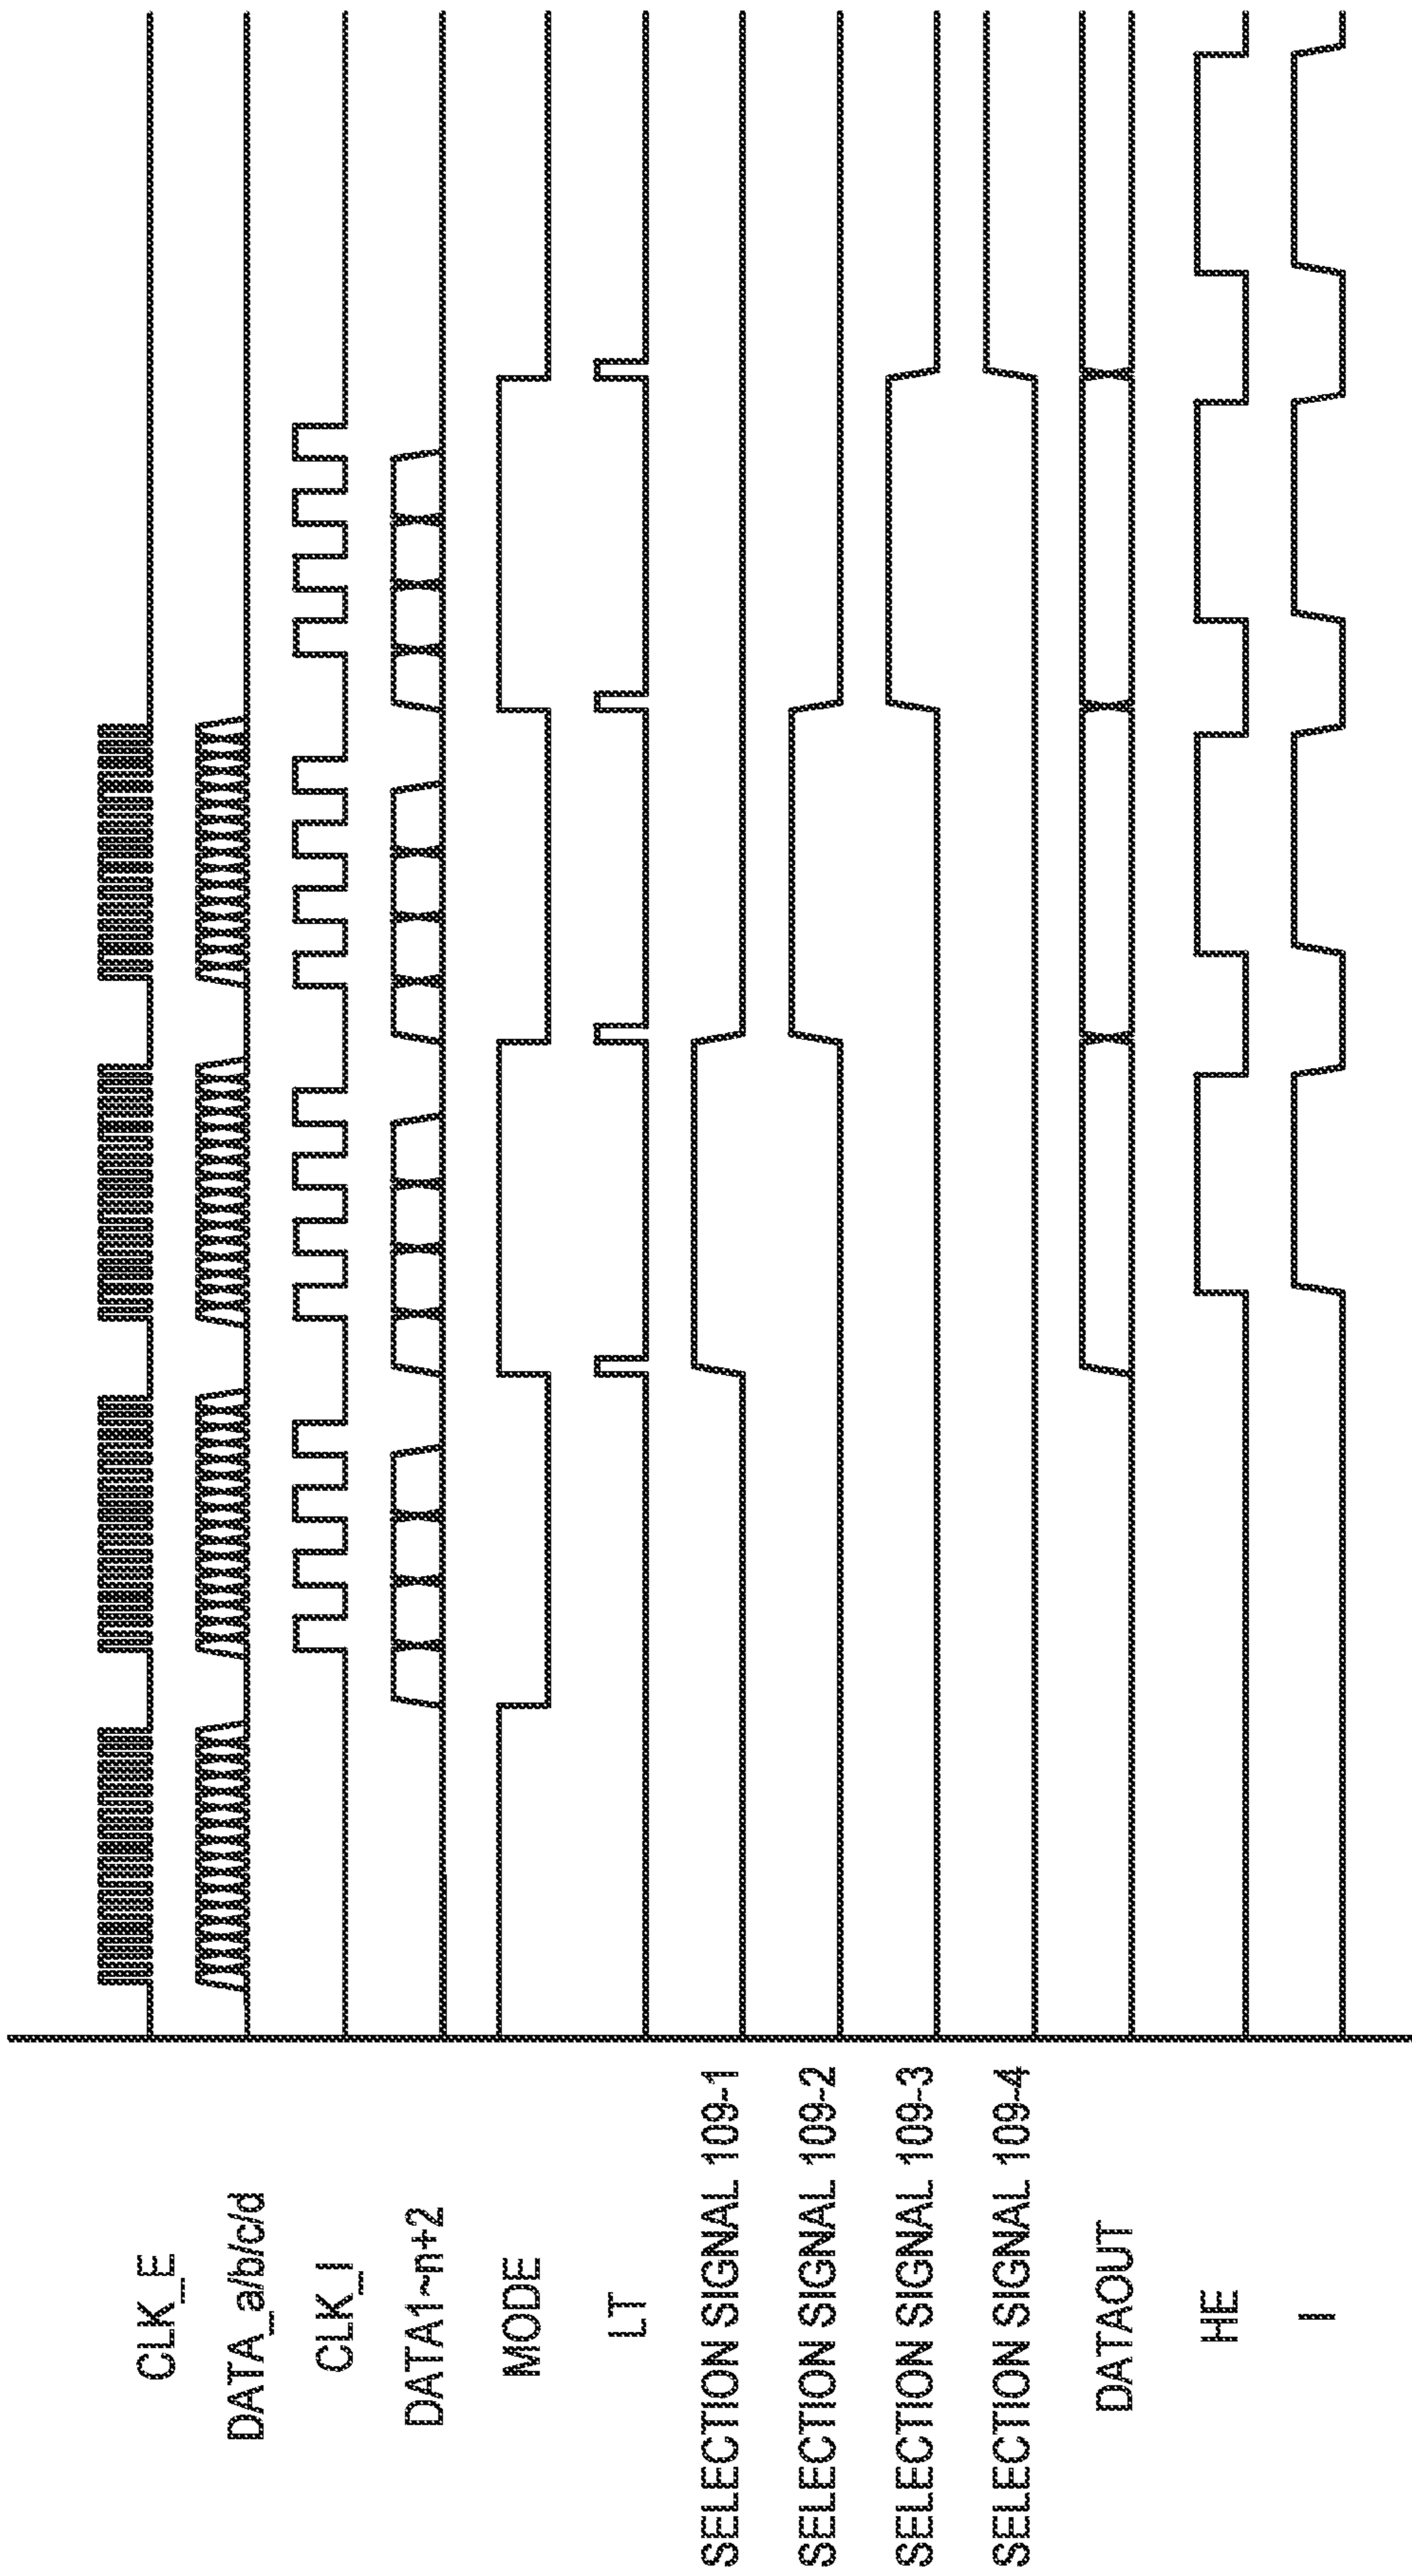 CLK_E
DATA_a/b/c/d
CLK_I
DATA1~n+2
MODE
LT
SELECTION SIGNAL 109-1
SELECTION SIGNAL 109-2
SELECTION SIGNAL 109-3
SELECTION SIGNAL 109-4
DATAOUT
HE
I